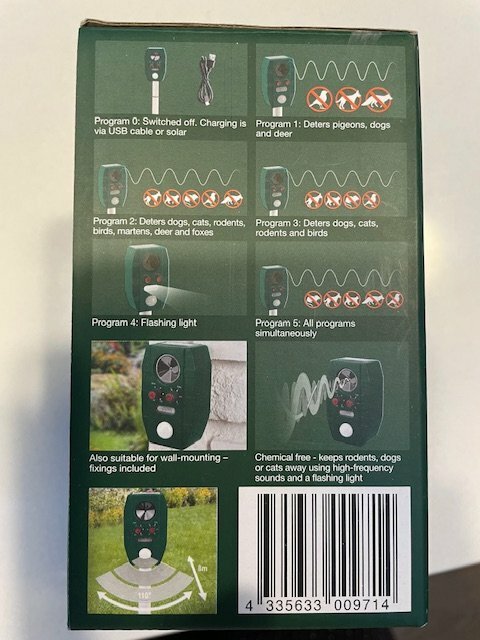 Program 0: Switched off. Charging is
via USB cable or solar
Program 1: Deters pigeons, dogs
and deer
Program 2: Deters dogs, cats, rodents,
birds, martens, deer and foxes
Program 3: Deters dogs, cats,
rodents and birds
Program 4: Flashing light
Program 5: All programs
simultaneously
Also suitable for wall-mounting –
fixings included
Chemical free - keeps rodents, dogs
or cats away using high-frequency
sounds and a flashing light
8m
110°
4 335633 009714